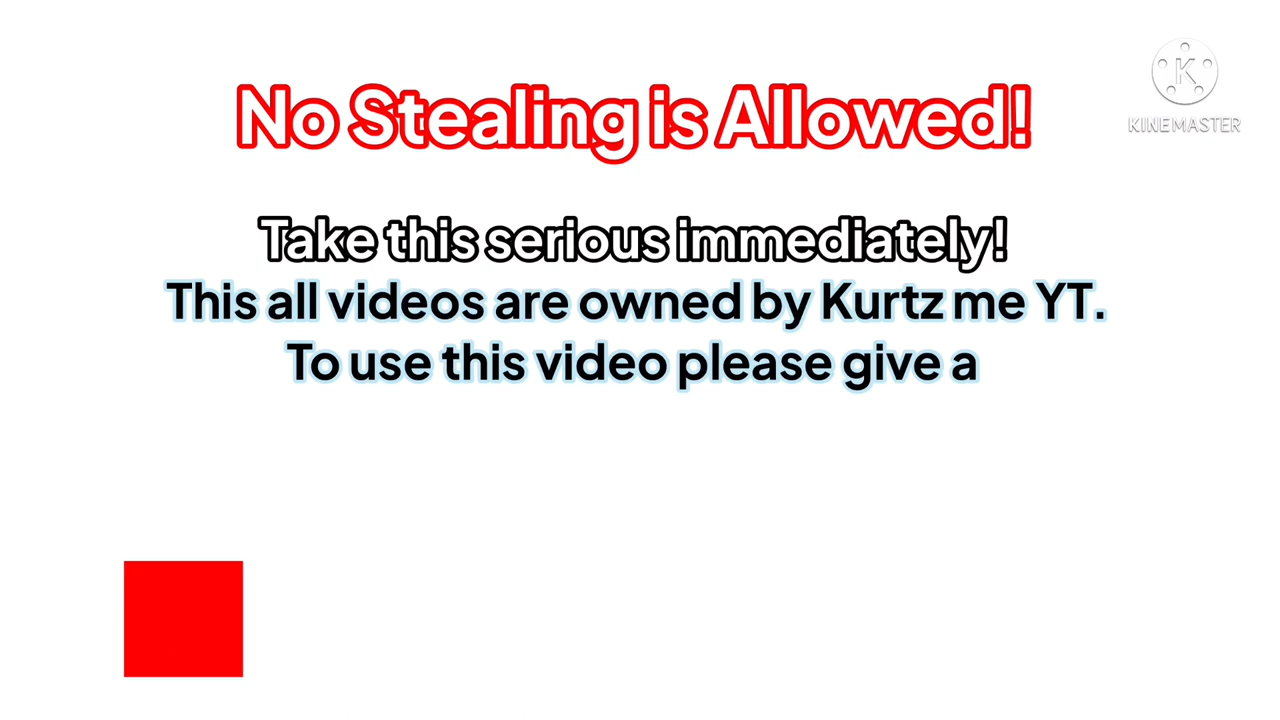 No Stealing is Allowed!
KINEMASTER
Take this serious immediately!
This all videos are owned by Kurtz me YT.
To use this video please give a